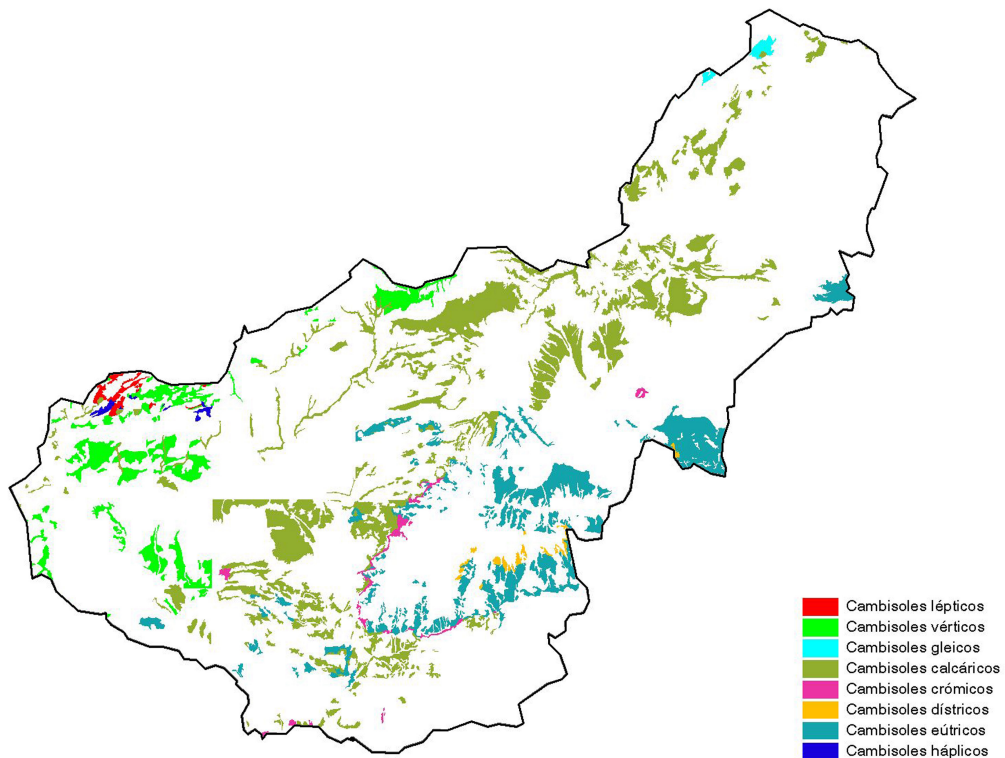 Cambisoles lépticos
Cambisoles vérticos
Cambisoles gleicos
Cambisoles calcáricos
Cambisoles crómicos
Cambisoles dístricos
Cambisoles eútricos
Cambisoles háplicos